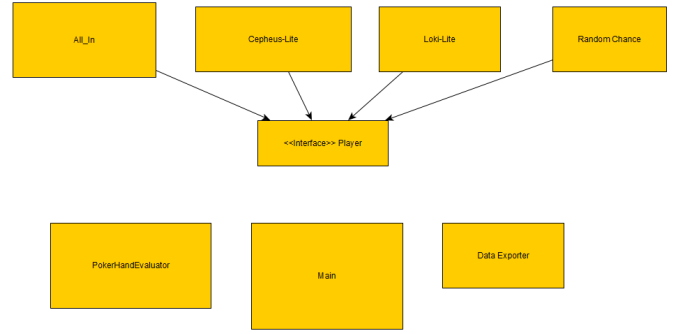 All_In
Cepheus-Lite
Loki-Lite
Random Chance
<<Interface>> Player
PokerHandEvaluator
Main
Data Exporter